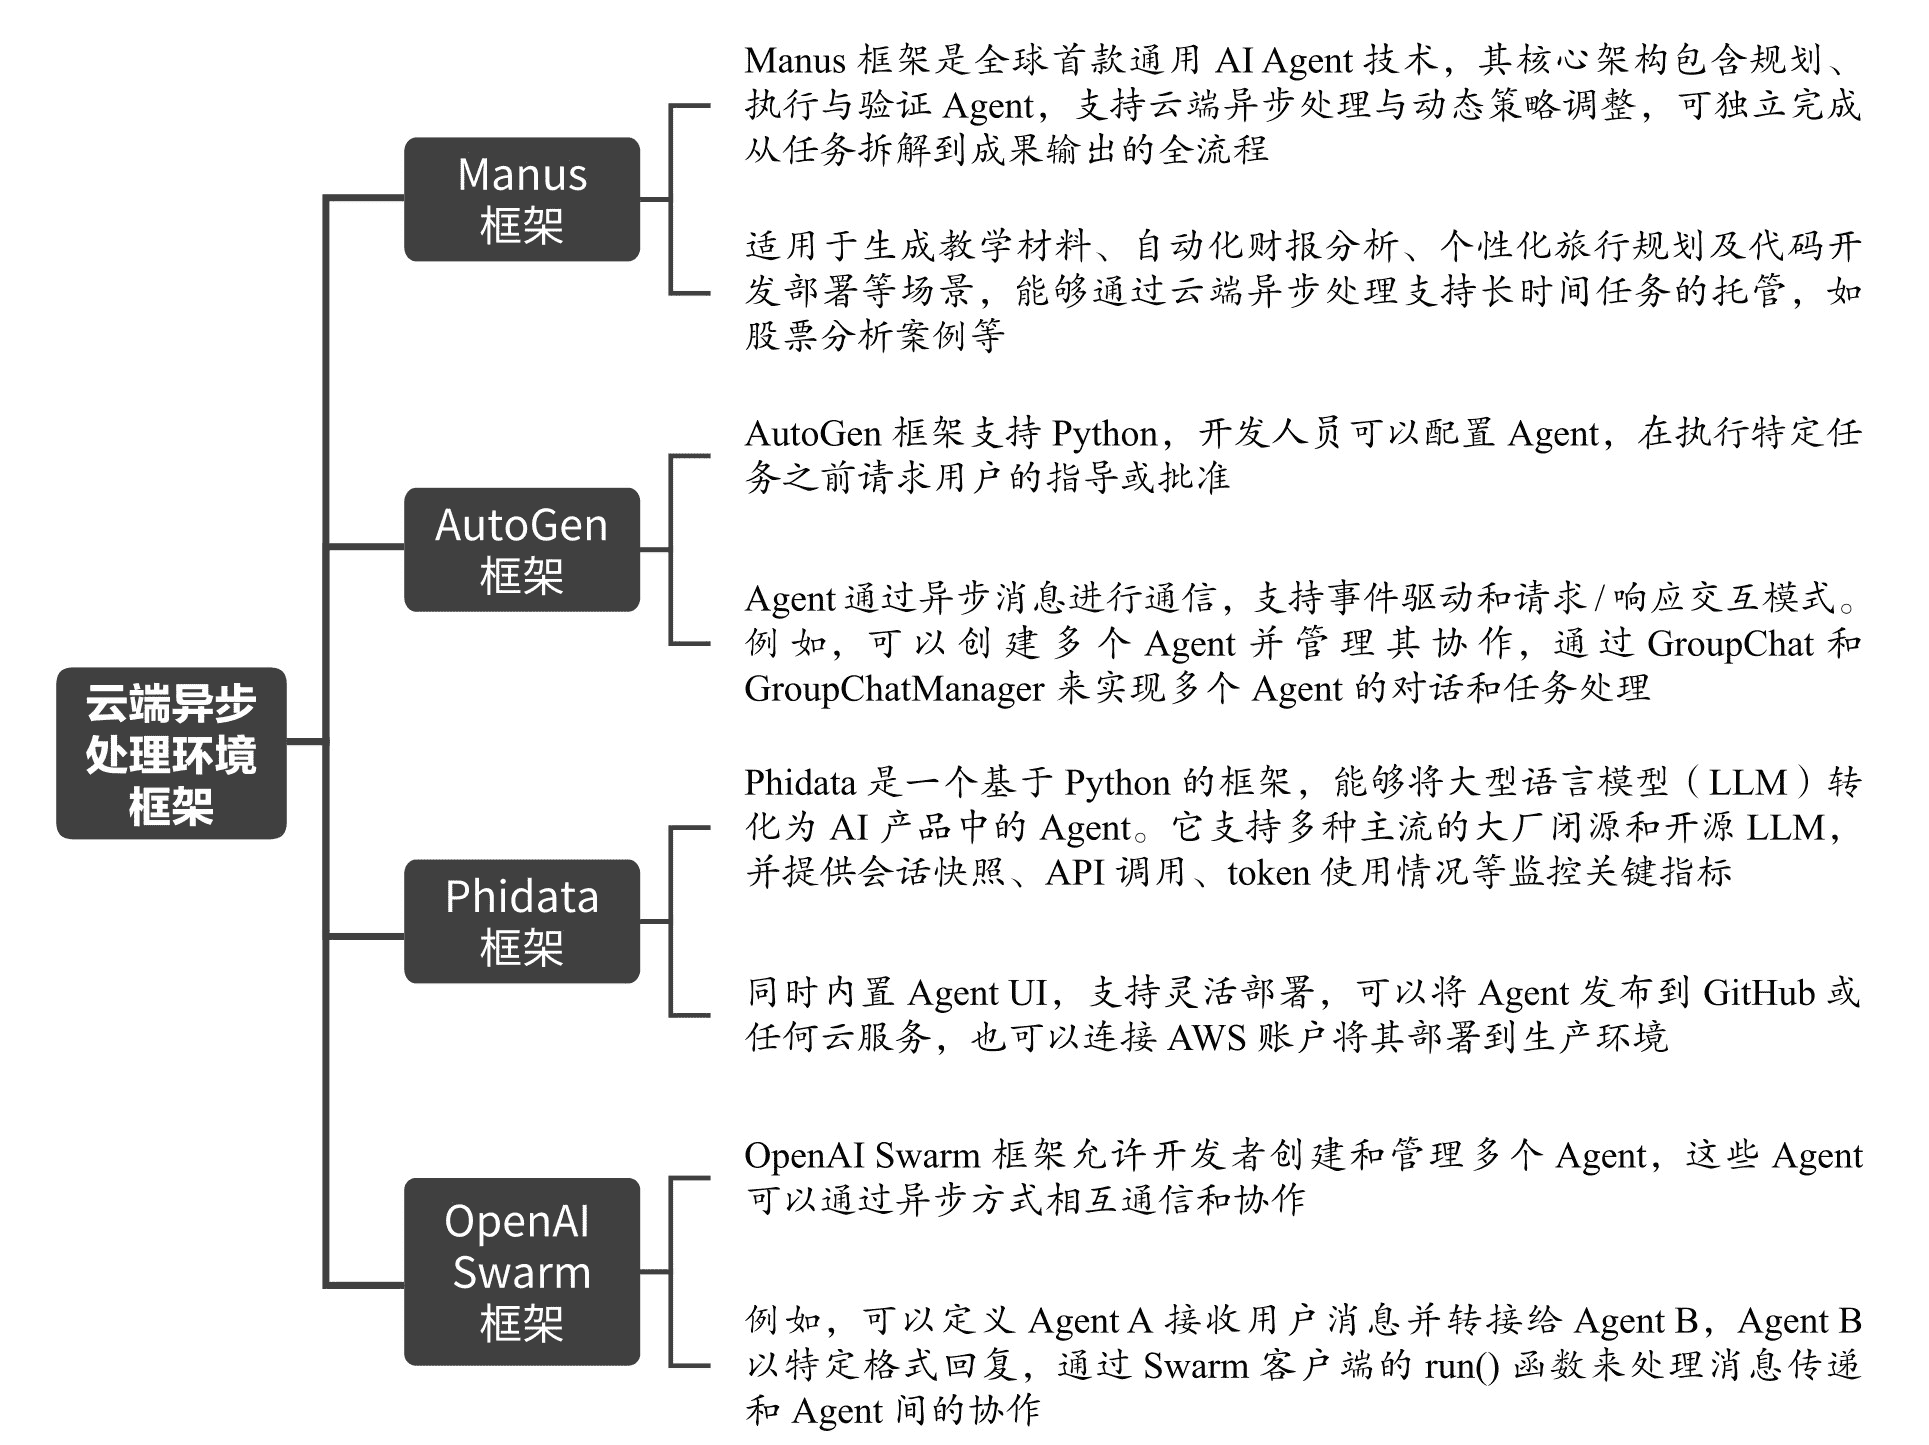 云端异步
处理环境
框架
Manus
框架
Manus 框架是全球首款通用 AI Agent 技术，其核心架构包含规划、
执行与验证 Agent，支持云端异步处理与动态策略调整，可独立完成
从任务拆解到成果输出的全流程
适用于生成教学材料、自动化财报分析、个性化旅行规划及代码开
发部署等场景，能够通过云端异步处理支持长时间任务的托管，如
股票分析案例等
AutoGen
框架
AutoGen 框架支持 Python，开发人员可以配置 Agent，在执行特定任
务之前请求用户的指导或批准
Agent 通过异步消息进行通信，支持事件驱动和请求/响应交互模式。
例如，可以创建多个 Agent 并管理其协作，通过 GroupChat 和
GroupChatManager 来实现多个 Agent 的对话和任务处理
Phidata
框架
Phidata 是一个基于 Python 的框架，能够将大型语言模型（LLM）转
化为 AI 产品中的 Agent。它支持多种主流的大厂闭源和开源 LLM，
并提供会话快照、API 调用、token 使用情况等监控关键指标
同时内置 Agent UI，支持灵活部署，可以将 Agent 发布到 GitHub 或
任何云服务，也可以连接 AWS 账户将其部署到生产环境
OpenAI
Swarm
框架
OpenAI Swarm 框架允许开发者创建和管理多个 Agent，这些 Agent
可以通过异步方式相互通信和协作
例如，可以定义 Agent A 接收用户消息并转接给 Agent B，Agent B
以特定格式回复，通过 Swarm 客户端的 run() 函数来处理消息传递
和 Agent 间的协作